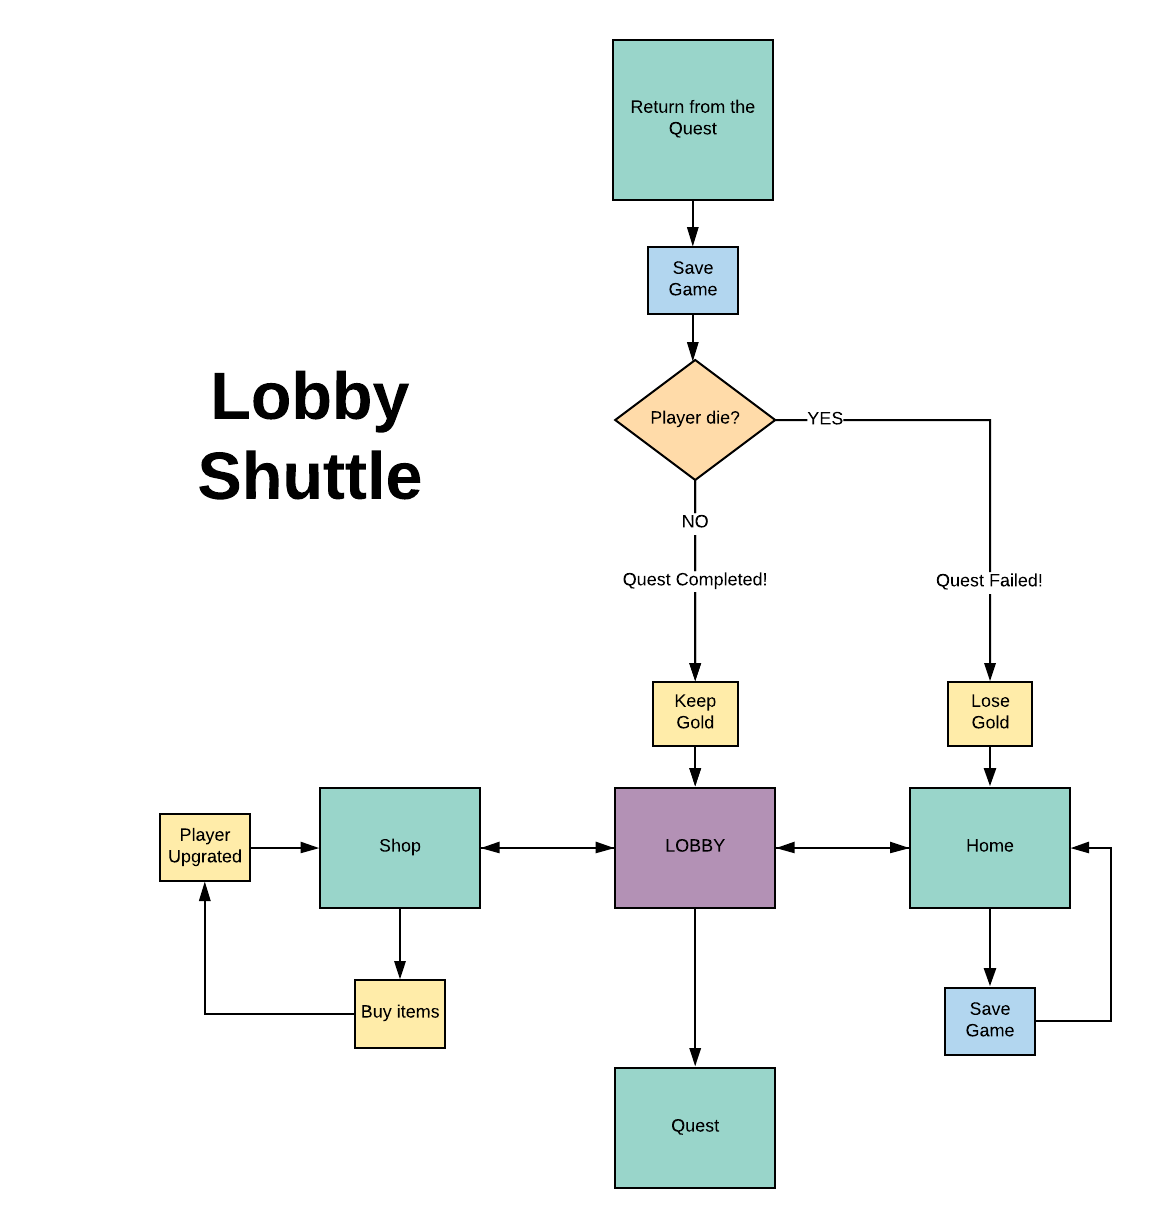 Return from the
Quest
Save
Game
Lobby
Shuttle
Player die?
YES
NO
Quest Completed!
Quest Failed!
Keep
Gold
Lose
Gold
Player
Upgrated
Shop
LOBBY
Home
Buy items
Save
Game
Quest